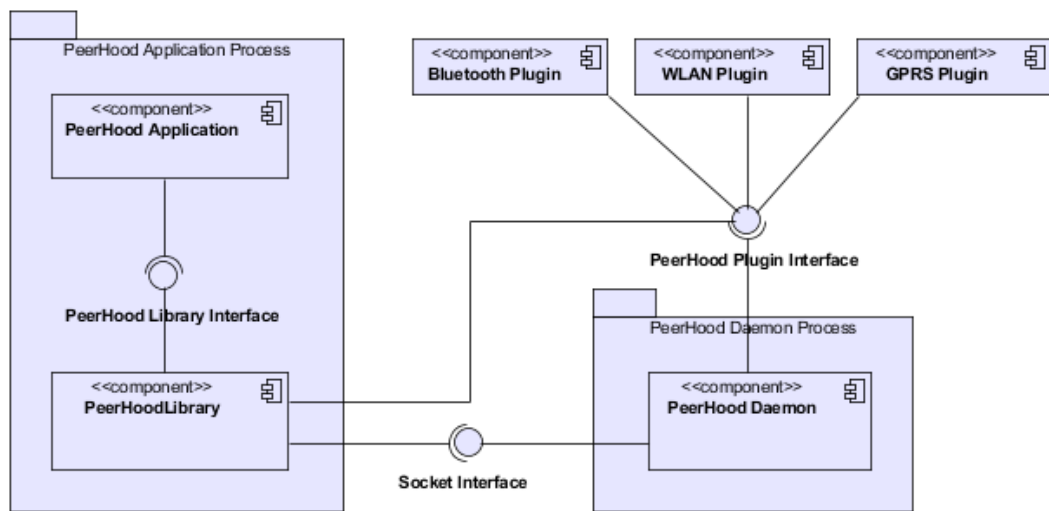 PeerHood Application Process
<<component>>
PeerHood Application
PeerHood Library Interface
<<component>>
PeerHoodLibrary
<<component>>
Bluetooth Plugin
<<component>>
WLAN Plugin
<<component>>
GPRS Plugin
PeerHood Plugin Interface
PeerHood Daemon Process
<<component>>
PeerHood Daemon
Socket Interface